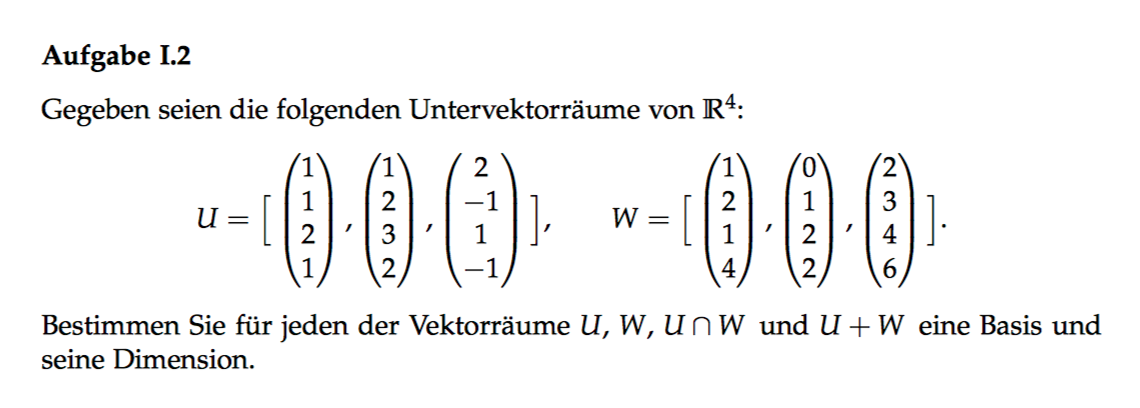 Aufgabe I.2
Gegeben seien die folgenden Untervektorräume von ℝ⁴:
U = [ (1 1 2 1), (1 2 3 2), (2 −1 1 −1) ], W = [ (1 2 1 4), (0 1 2 2), (2 3 4 6) ].
Bestimmen Sie für jeden der Vektorräume U, W, U ∩ W und U + W eine Basis und
seine Dimension.